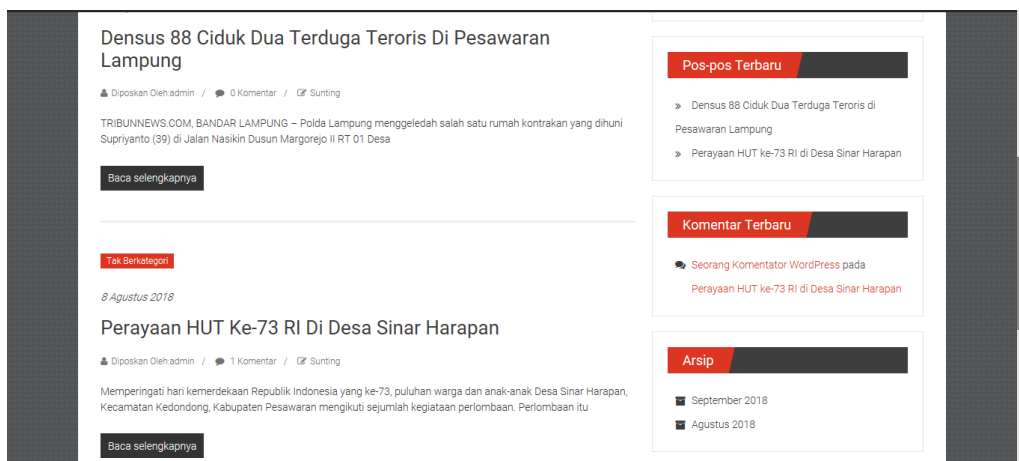 Densus 88 Ciduk Dua Terduga Teroris Di Pesawaran
Lampung
Diposkan Oleh:admin / 0 Komentar / Sunting
TRIBUNNEWS.COM, BANDAR LAMPUNG – Polda Lampung menggeledah salah satu rumah kontrakan yang dihuni
Supriyanto (39) di Jalan Nasikin Dusun Margorejo II RT 01 Desa
Baca selengkapnya
Tak Berkategori
8 Agustus 2018
Perayaan HUT Ke-73 RI Di Desa Sinar Harapan
Diposkan Oleh:admin / 1 Komentar / Sunting
Memperingati hari kemerdekaan Republik Indonesia yang ke-73, puluhan warga dan anak-anak Desa Sinar Harapan,
Kecamatan Kedondong, Kabupaten Pesawaran mengikuti sejumlah kegiataan perlombaan. Perlombaan itu
Baca selengkapnya
Pos-pos Terbaru
» Densus 88 Ciduk Dua Terduga Teroris di
Pesawaran Lampung
» Perayaan HUT ke-73 RI di Desa Sinar Harapan
Komentar Terbaru
Seorang Komentator WordPress pada
Perayaan HUT ke-73 RI di Desa Sinar Harapan
Arsip
September 2018
Agustus 2018